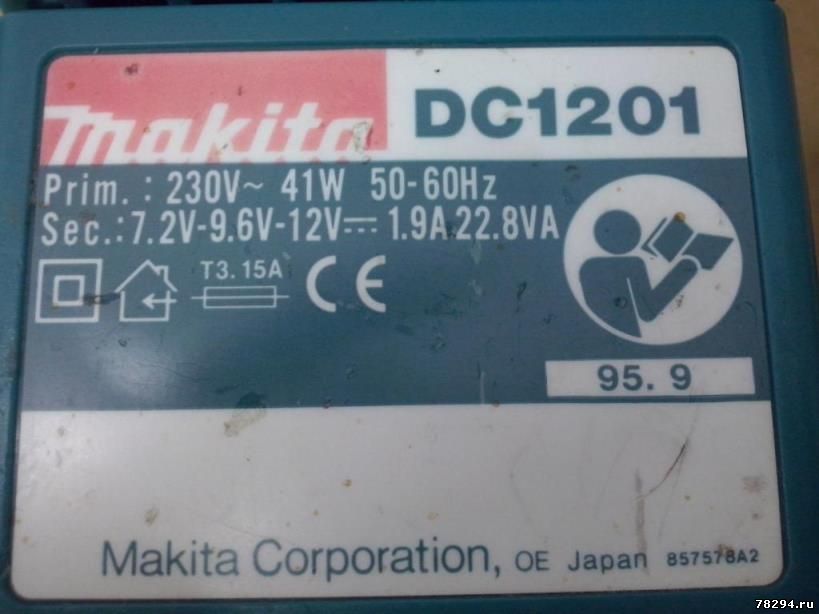 makita
DC1201
Prim.: 230V~ 41W 50-60Hz
Sec.:7.2V-9.6V-12V⎓ 1.9A 22.8VA
T3.15A
CE
95.9
Makita Corporation, OE Japan 857578A2
78294.ru